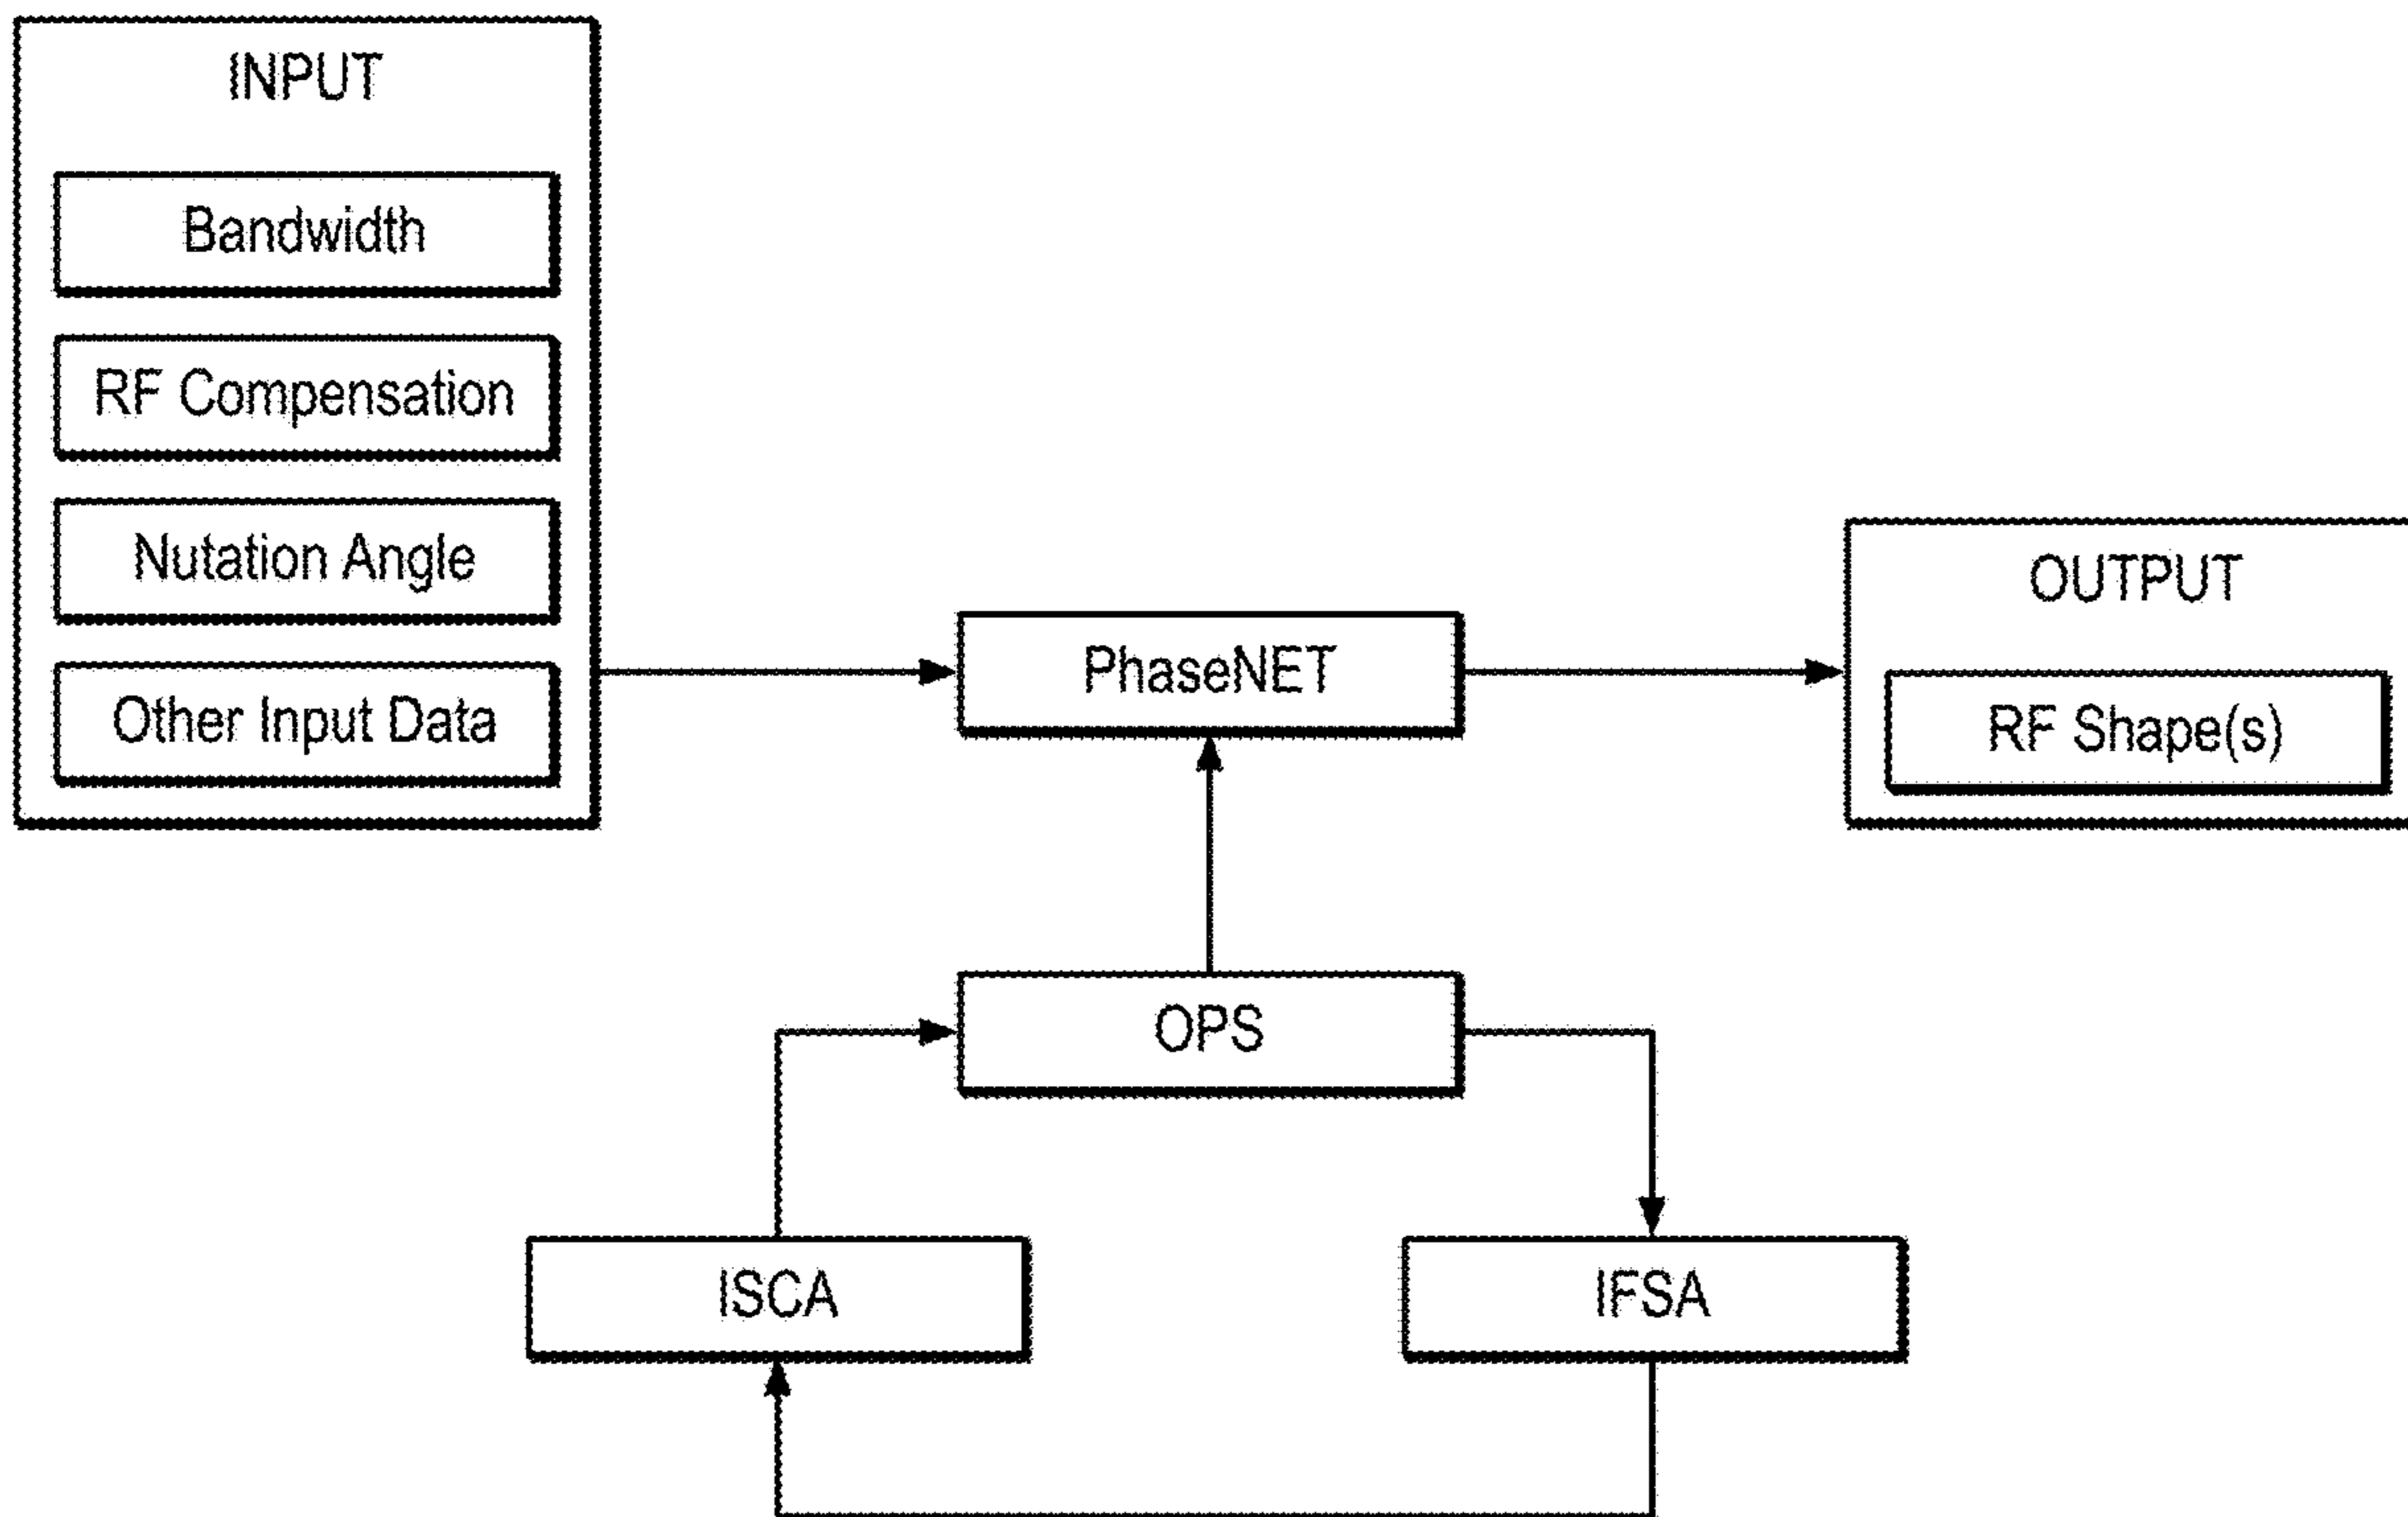 INPUT
Bandwidth
RF Compensation
Nutation Angle
Other Input Data
PhaseNET
OUTPUT
RF Shape(s)
OPS
ISCA
IFSA